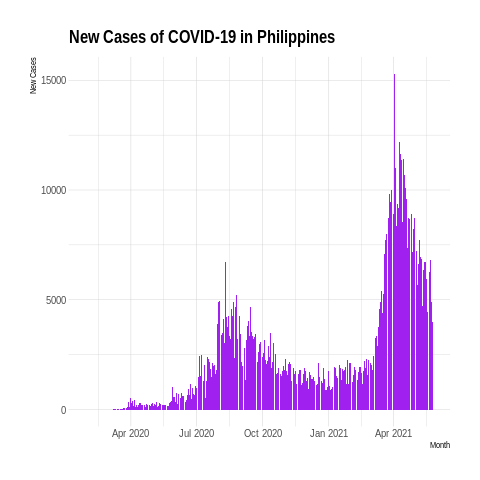 New Cases of COVID-19 in Philippines
New Cases
15000
10000
5000
0
Apr 2020 Jul 2020 Oct 2020 Jan 2021 Apr 2021
Month